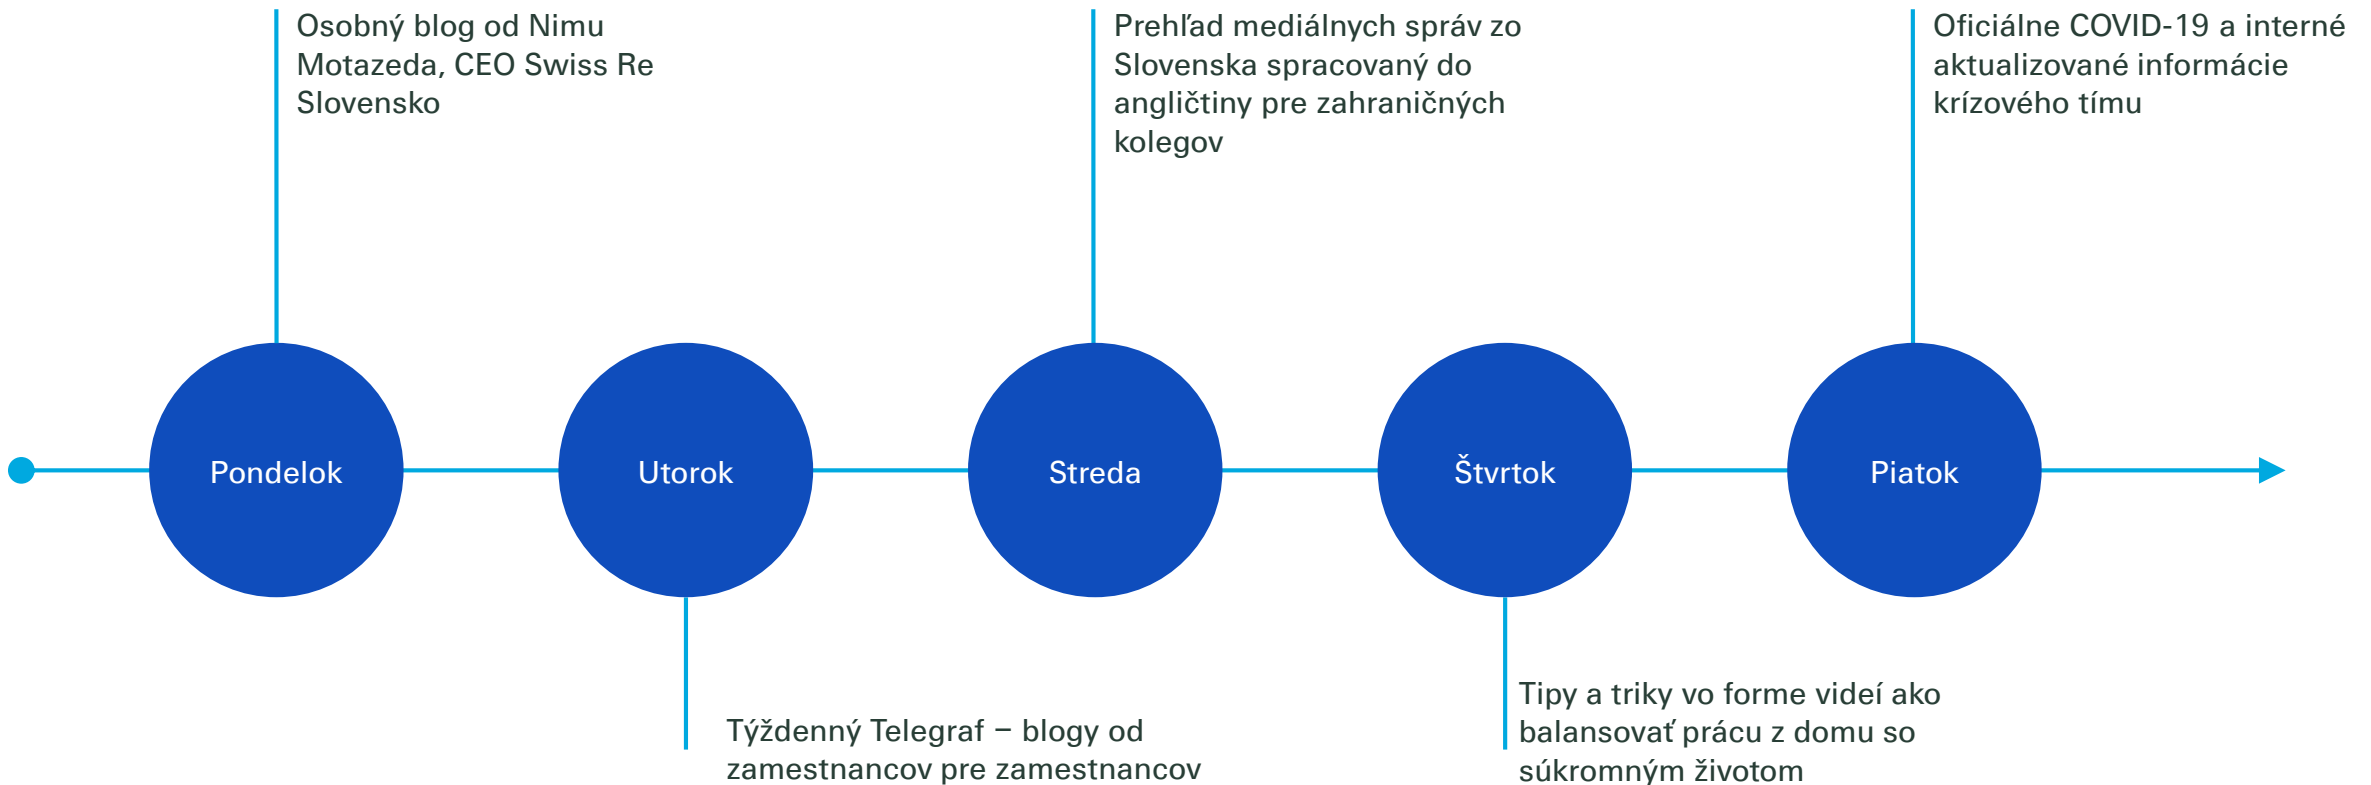 Osobný blog od Nimu
Motazeda, CEO Swiss Re
Slovensko
Prehľad mediálnych správ zo
Slovenska spracovaný do
angličtiny pre zahraničných
kolegov
Oficiálne COVID-19 a interné
aktualizované informácie
krízového tímu
Pondelok
Utorok
Streda
Štvrtok
Piatok
Týždenný Telegraf – blogy od
zamestnancov pre zamestnancov
Tipy a triky vo forme videí ako
balansovať prácu z domu so
súkromným životom